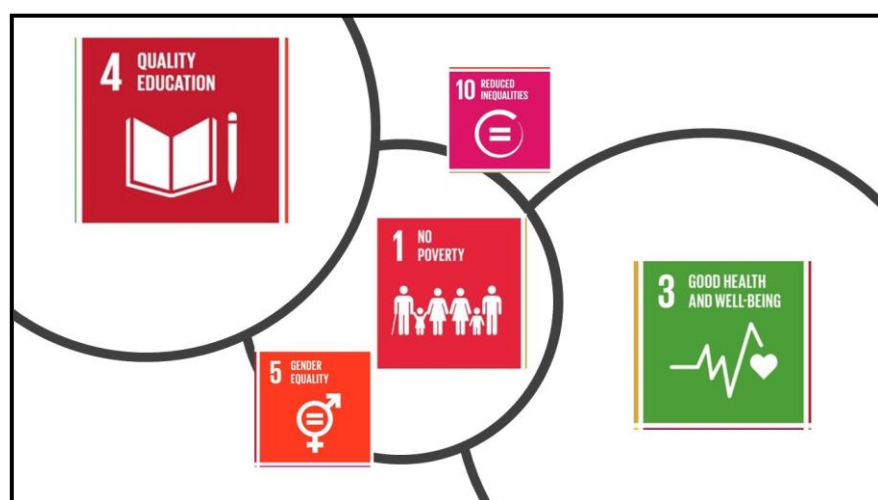 4 QUALITY
EDUCATION
10 REDUCED
INEQUALITIES
1 NO
POVERTY
3 GOOD HEALTH
AND WELL-BEING
5 GENDER
EQUALITY